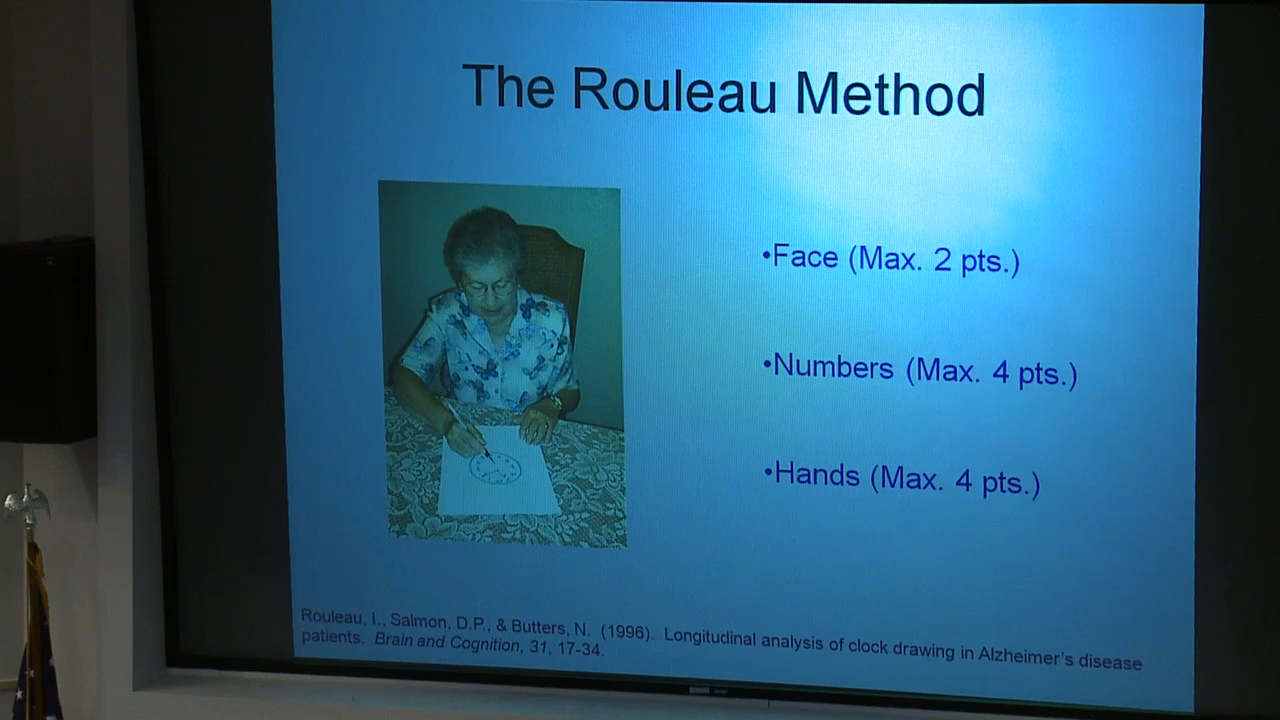 The Rouleau Method
•Face (Max. 2 pts.)
•Numbers (Max. 4 pts.)
•Hands (Max. 4 pts.)
Rouleau, I., Salmon, D.P., & Butters, N. (1996). Longitudinal analysis of clock drawing in Alzheimer's disease
patients. Brain and Cognition, 31, 17-34.